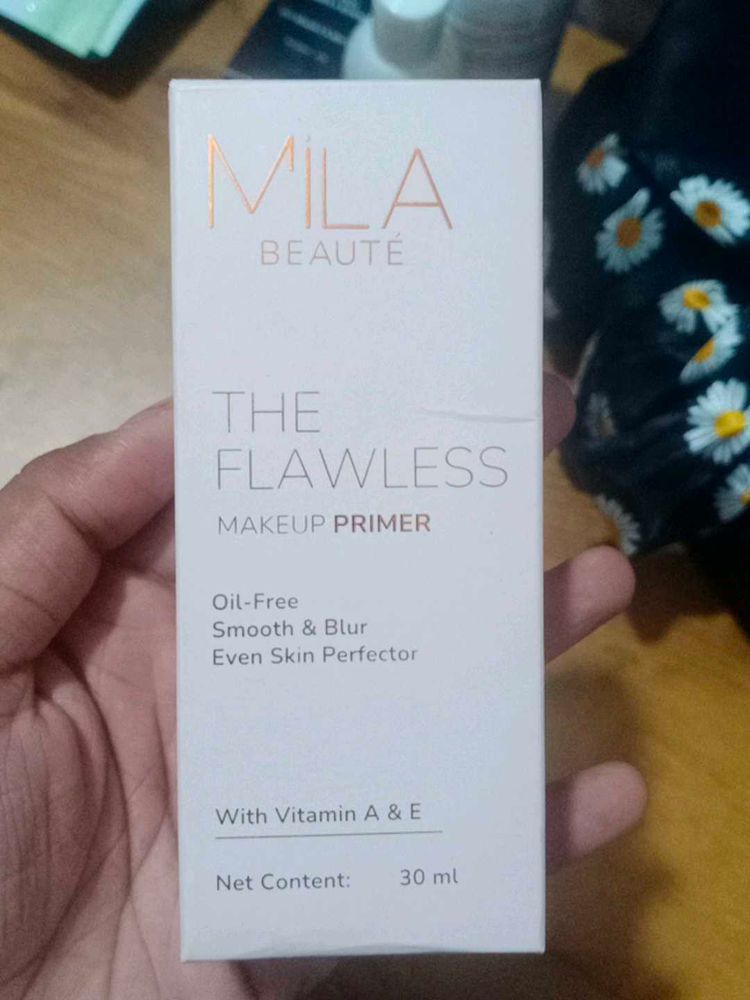 MiLA
BEAUTÉ
THE
FLAWLESS
MAKEUP PRIMER
Oil-Free
Smooth & Blur
Even Skin Perfector
With Vitamin A & E
Net Content: 30 ml